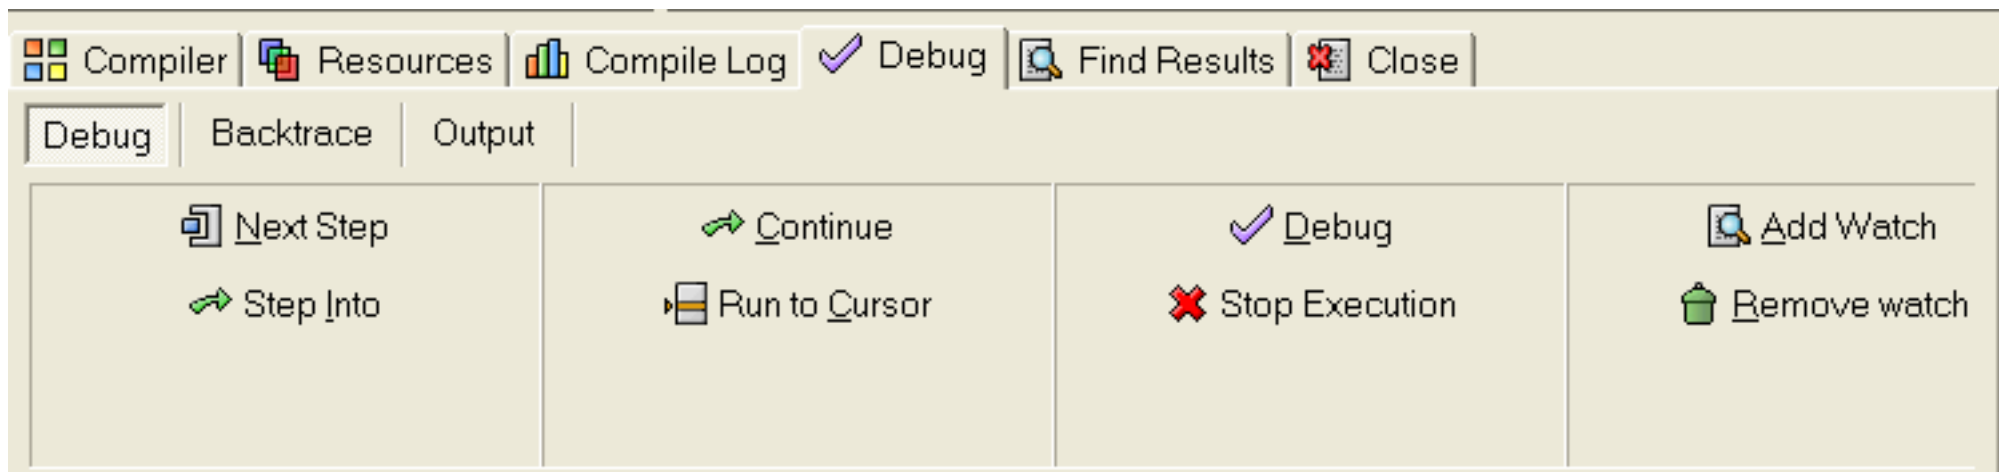 Compiler Resources Compile Log Debug Find Results Close
Debug Backtrace Output
Next Step Continue Debug Add Watch
Step Into Run to Cursor Stop Execution Remove watch